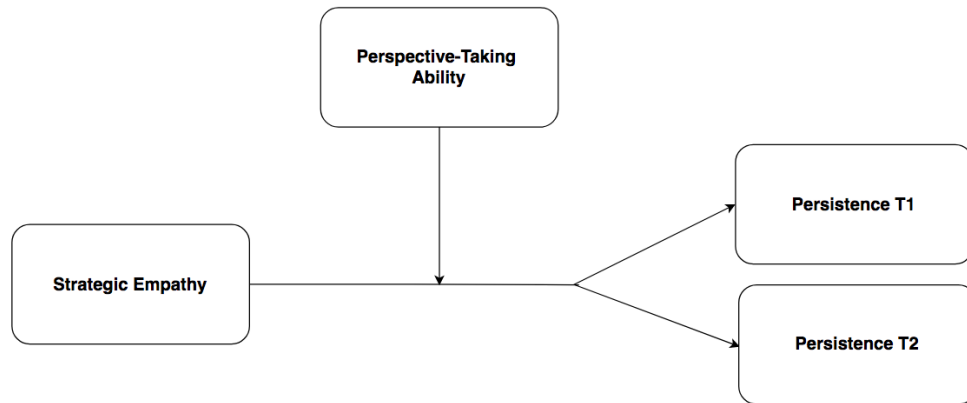 Perspective-Taking
Ability
Persistence T1
Strategic Empathy
Persistence T2